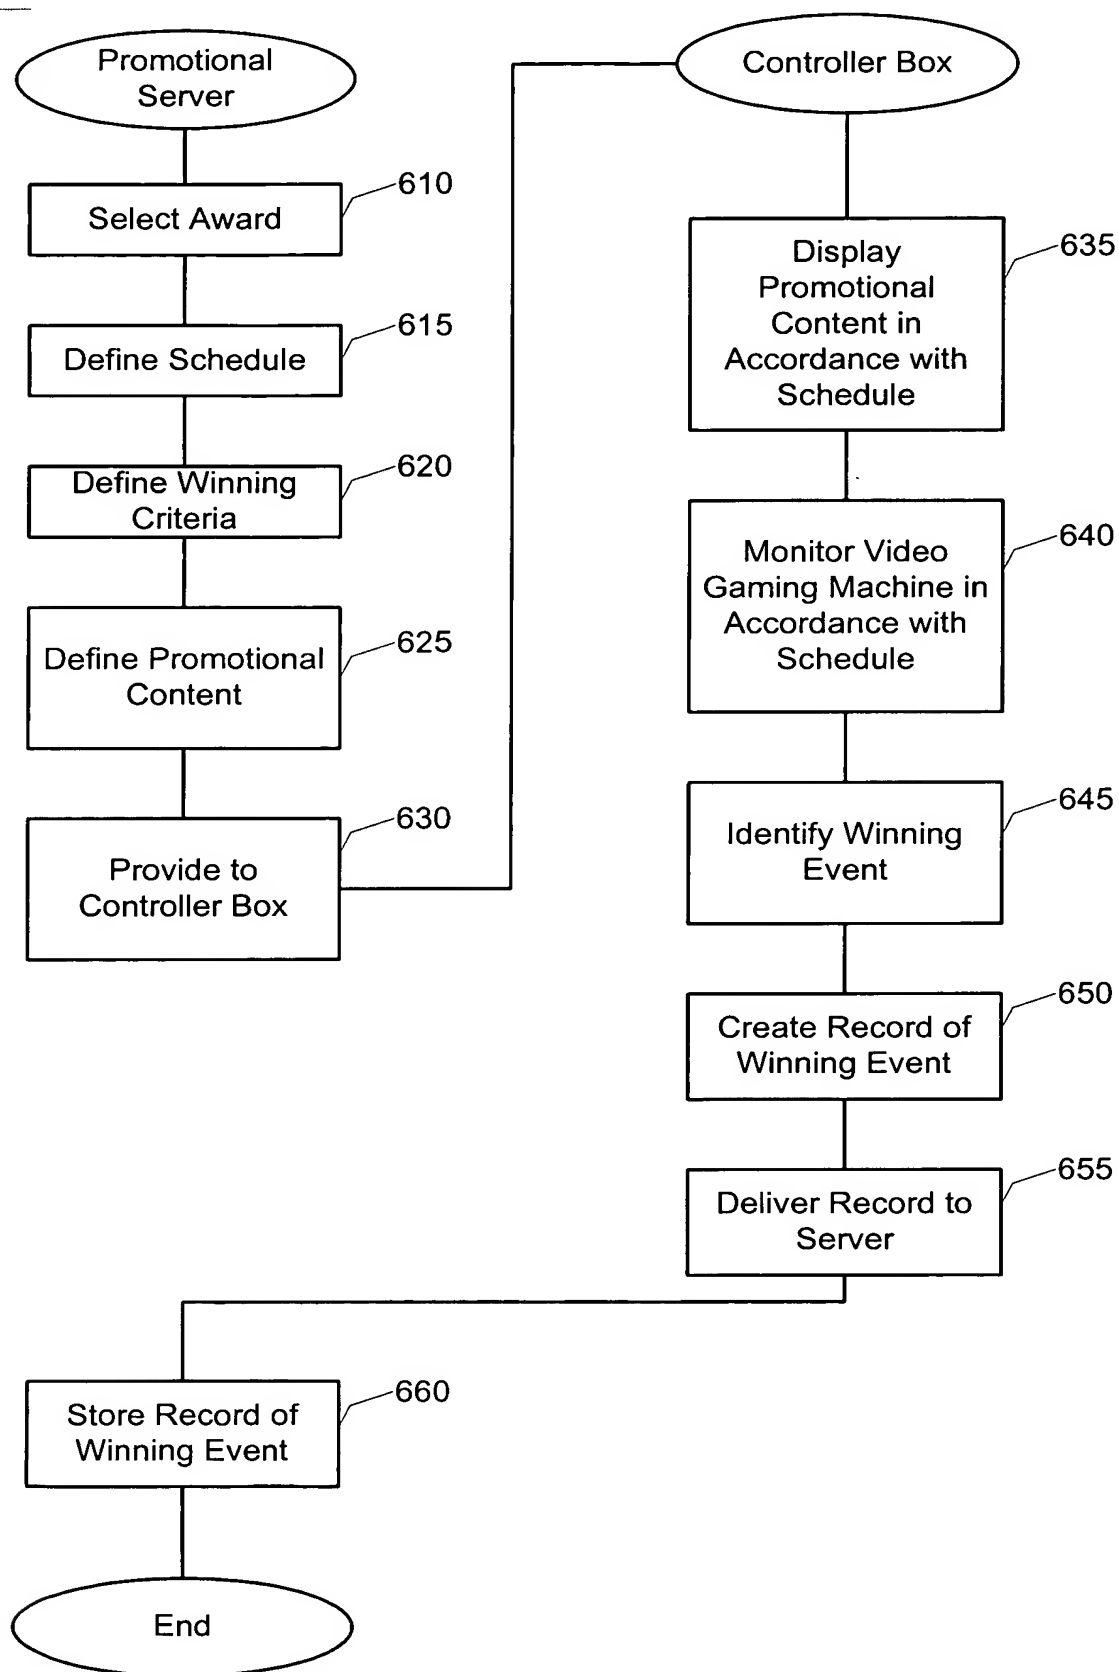 Promotional
Server
610
Select Award
615
Define Schedule
620
Define Winning
Criteria
625
Define Promotional
Content
630
Provide to
Controller Box
Controller Box
635
Display
Promotional
Content in
Accordance with
Schedule
640
Monitor Video
Gaming Machine in
Accordance with
Schedule
645
Identify Winning
Event
650
Create Record of
Winning Event
655
Deliver Record to
Server
660
Store Record of
Winning Event
End